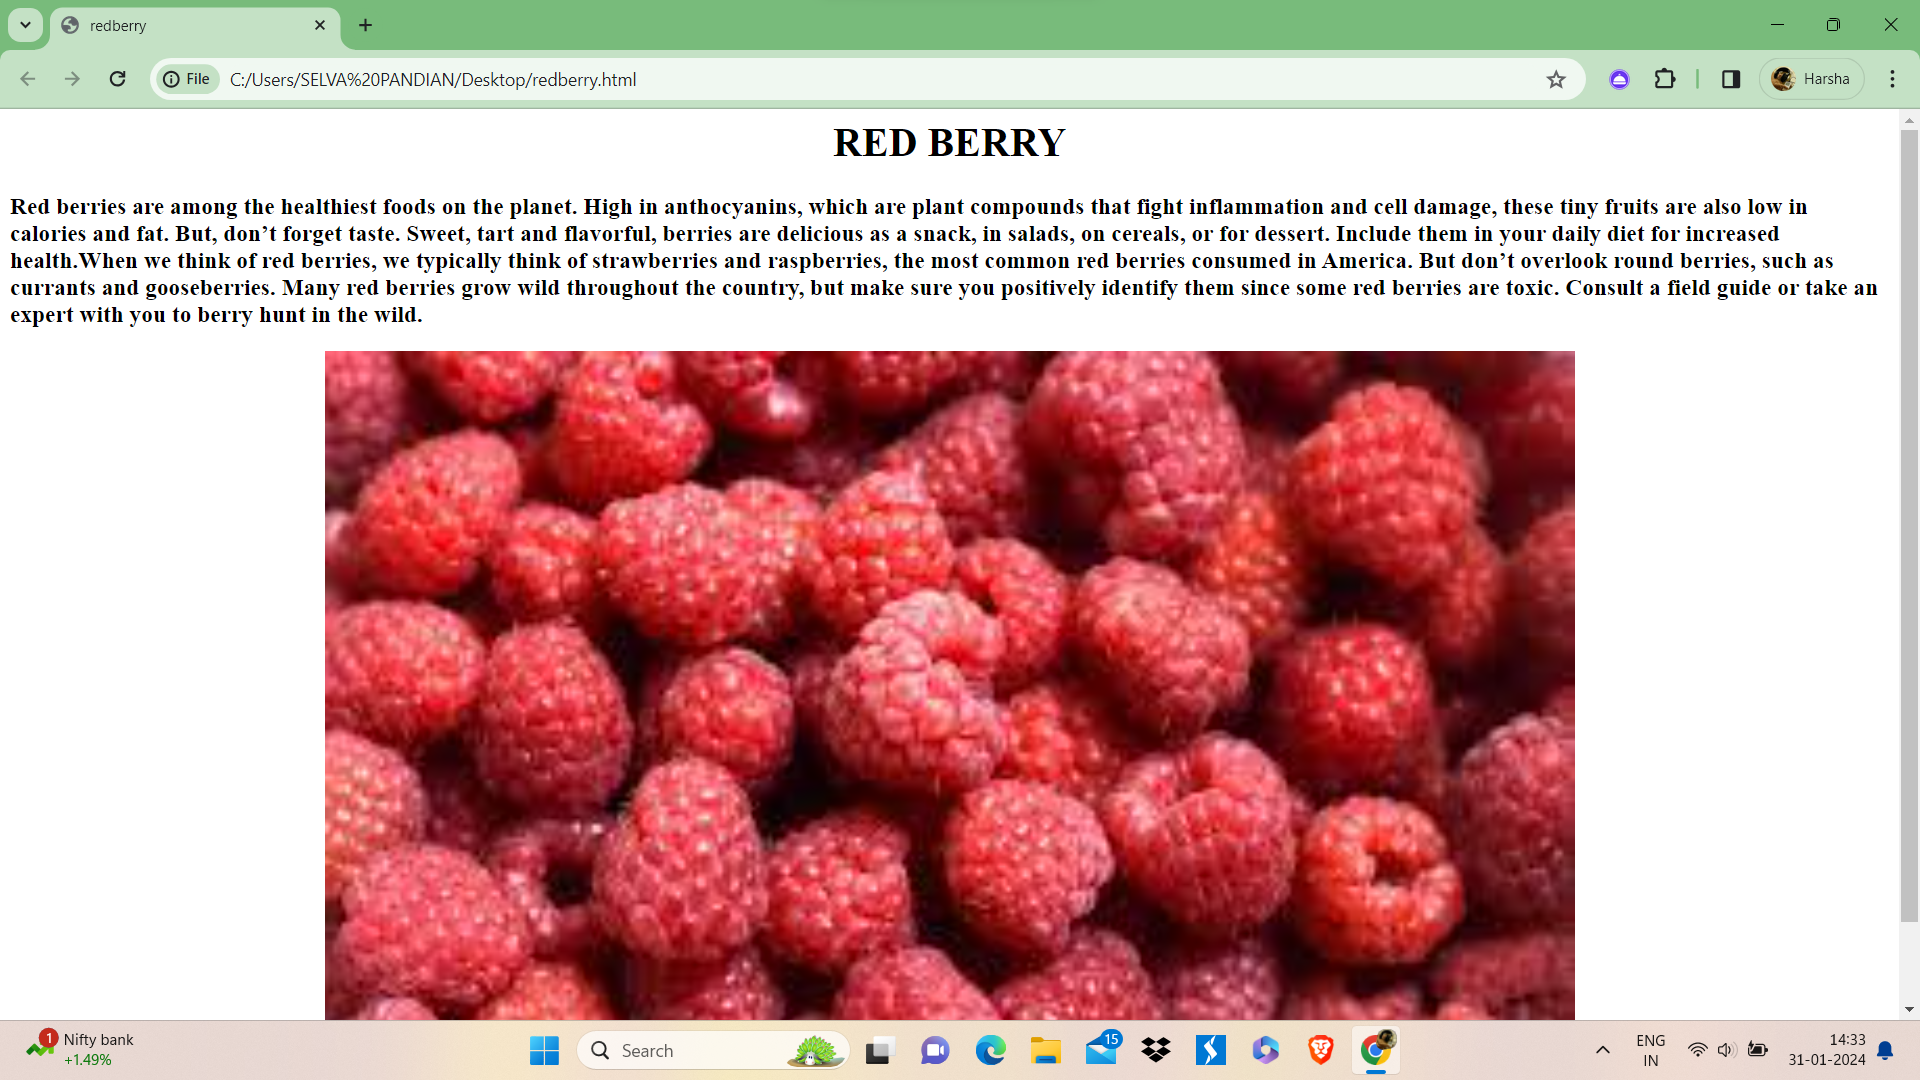 redberry
File
C:/Users/SELVA%20PANDIAN/Desktop/redberry.html
Harsha
RED BERRY
Red berries are among the healthiest foods on the planet. High in anthocyanins, which are plant compounds that fight inflammation and cell damage, these tiny fruits are also low in
calories and fat. But, don’t forget taste. Sweet, tart and flavorful, berries are delicious as a snack, in salads, on cereals, or for dessert. Include them in your daily diet for increased
health.When we think of red berries, we typically think of strawberries and raspberries, the most common red berries consumed in America. But don’t overlook round berries, such as
currants and gooseberries. Many red berries grow wild throughout the country, but make sure you positively identify them since some red berries are toxic. Consult a field guide or take an
expert with you to berry hunt in the wild.
1
Nifty bank
+1.49%
Search
15
ENG
IN
14:33
31-01-2024